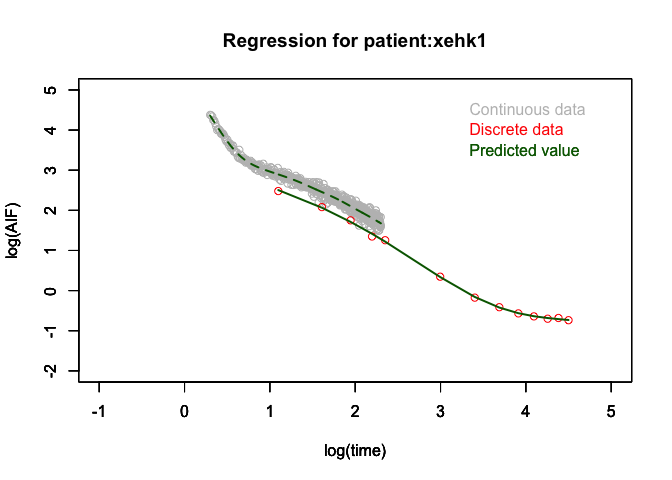 Regression for patient:xehk1
Continuous data
Discrete data
Predicted value
log(AIF)
5
4
3
2
1
0
-1
-2
-1 0 1 2 3 4 5
log(time)